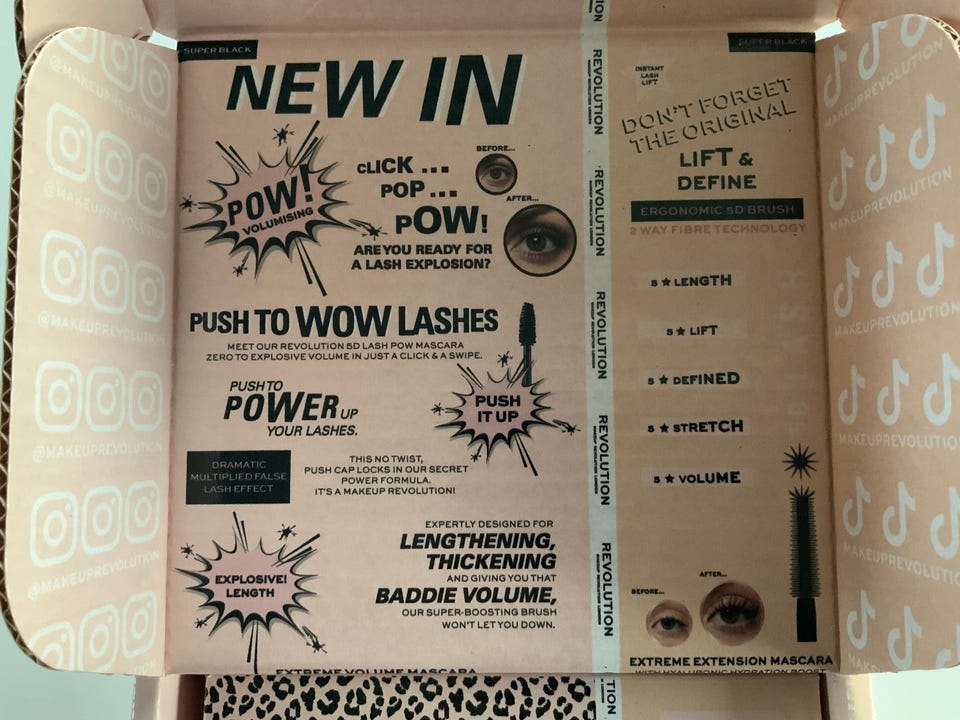 SUPER BLACK
NEW IN
POW!
VOLUMISING
CLICK ...
POP ...
POW!
BEFORE...
AFTER...
ARE YOU READY FOR
A LASH EXPLOSION?
PUSH TO WOW LASHES
MEET OUR REVOLUTION 5D LASH POW MASCARA
ZERO TO EXPLOSIVE VOLUME IN JUST A CLICK & A SWIPE.
PUSH TO
POWER UP
YOUR LASHES.
PUSH
IT UP
DRAMATIC
MULTIPLIED FALSE
LASH EFFECT
THIS NO TWIST,
PUSH CAP LOCKS IN OUR SECRET
POWER FORMULA.
IT'S A MAKEUP REVOLUTION!
EXPLOSIVE!
LENGTH
EXPERTLY DESIGNED FOR
LENGTHENING,
THICKENING
AND GIVING YOU THAT
BADDIE VOLUME,
OUR SUPER-BOOSTING BRUSH
WON'T LET YOU DOWN.
EXTREME VOLUME MASCARA
REVOLUTION
REVOLUTION
REVOLUTION
REVOLUTION
REVOLUTION
SUPER BLACK
INSTANT
LASH
LIFT
DON'T FORGET
THE ORIGINAL
LIFT &
DEFINE
ERGONOMIC 5D BRUSH
2 WAY FIBRE TECHNOLOGY
5 ★ LENGTH
5 ★ LIFT
5 ★ DEFINED
5 ★ STRETCH
5 ★ VOLUME
BEFORE...
AFTER...
EXTREME EXTENSION MASCARA
WITH HYALURONIC HYDRATION BOOST
@MAKEUPREVOLUTION
@MAKEUPREVOLUTION
@MAKEUPREVOLUTION
@MAKEUPREVOLUTION
@MAKEUPREVOLUTION
MAKEUPREVOLUTION
MAKEUPREVOLUTION
MAKEUPREVOLUTION
MAKEUPREVOLUTIO
MAKEUPREVOLUTI